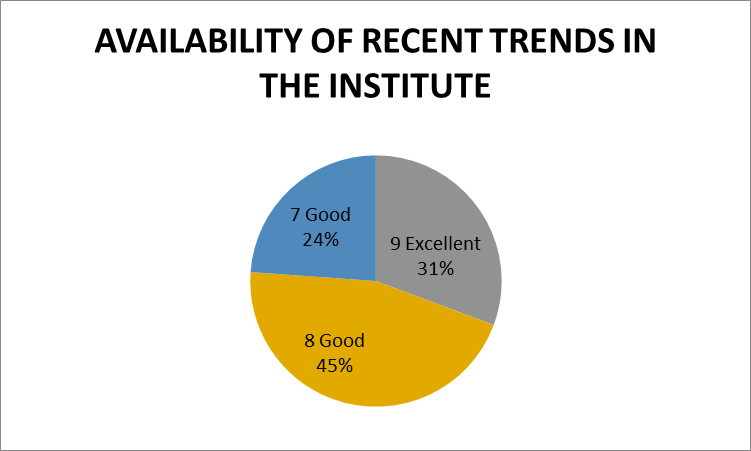 AVAILABILITY OF RECENT TRENDS IN
THE INSTITUTE
7 Good
24%
9 Excellent
31%
8 Good
45%